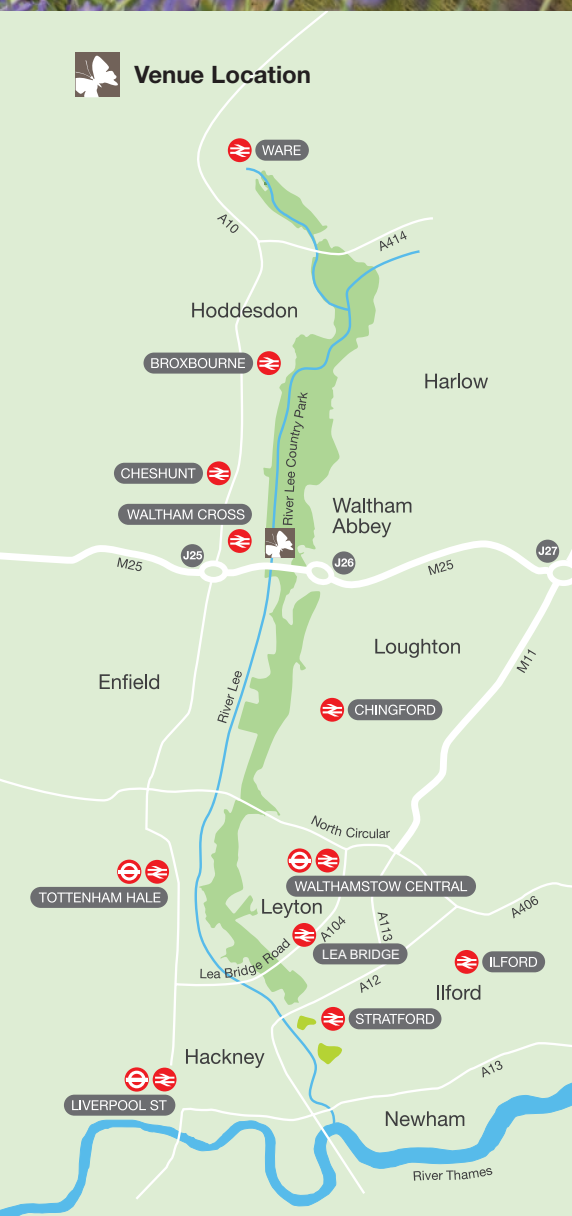 Venue Location
WARE
A10
A414
Hoddesdon
BROXBOURNE
Harlow
River Lee Country Park
CHESHUNT
WALTHAM CROSS
Waltham
Abbey
J25
J26
J27
M25
M25
Loughton
M11
Enfield
River Lee
CHINGFORD
North Circular
TOTTENHAM HALE
WALTHAMSTOW CENTRAL
Leyton
A104
A113
A406
LEA BRIDGE
Lea Bridge Road
ILFORD
Ilford
A12
STRATFORD
Hackney
A13
LIVERPOOL ST
Newham
River Thames